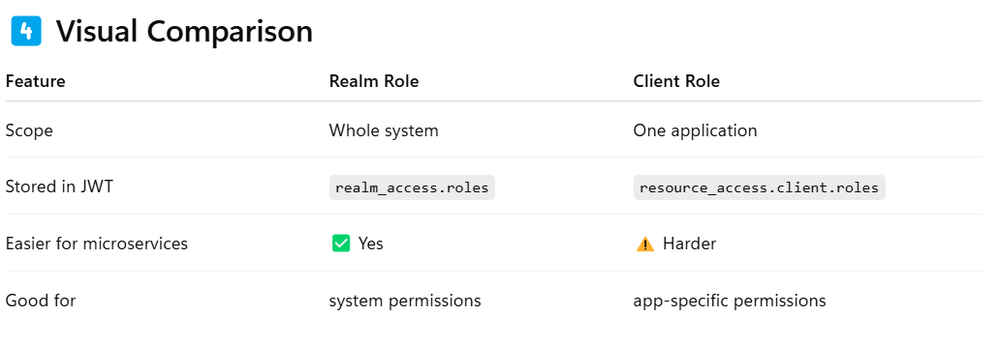 4 Visual Comparison
Feature Realm Role Client Role
Scope Whole system One application
Stored in JWT realm_access.roles resource_access.client.roles
Easier for microservices ✅ Yes ⚠️ Harder
Good for system permissions app-specific permissions